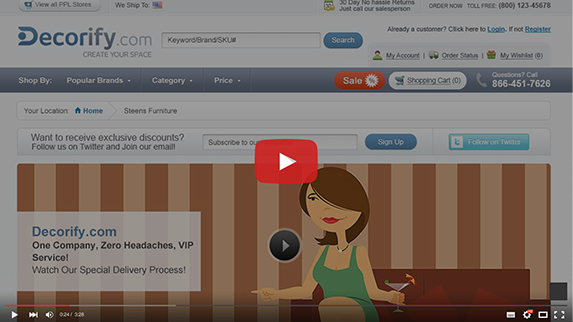 View all PPL Stores
We Ship To:
30 Day No hassle Returns
Just call our salesperson
ORDER NOW
TOLL FREE: (800) 123-45678
Decorify.com
CREATE YOUR SPACE
Keyword/Brand/SKU#
Search
Already a customer? Click here to Login, If not Register
My Account | Order Status | My Wishlist (0)
Shop By: Popular Brands Category Price
Sale %
Shopping Cart (0)
Questions? Call
866-451-7626
Your Location: Home Steens Furniture
Want to receive exclusive discounts?
Follow us on Twitter and Join our email!
Subscribe to ou
Sign Up
Follow on Twitter
Decorify.com
One Company, Zero Headaches, VIP
Service!
Watch Our Special Delivery Process!
0:24 / 3:28